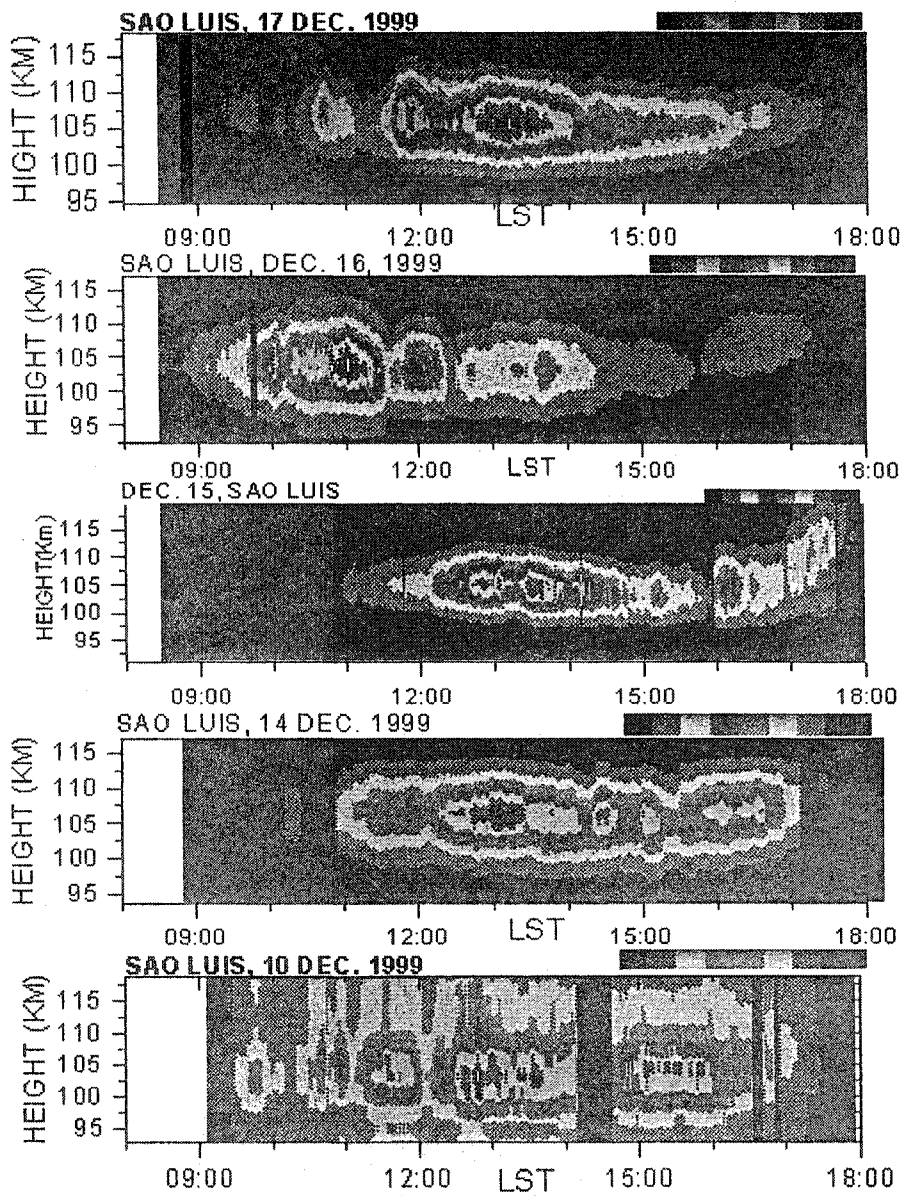 SAO LUIS, 17 DEC. 1999
HIGHT (KM)
115
110
105
100
95
LST
09:00 12:00 15:00 18:00
SAO LUIS, DEC. 16, 1999
HEIGHT (KM)
115
110
105
100
95
09:00 12:00 LST 15:00 18:00
DEC. 15, SAO LUIS
HEIGHT(Km)
115
110
105
100
95
09:00 12:00 15:00 18:00
SAO LUIS, 14 DEC. 1999
HEIGHT (KM)
115
110
105
100
95
09:00 12:00 LST 15:00 18:00
SAO LUIS, 10 DEC. 1999
HEIGHT (KM)
115
110
105
100
95
09:00 12:00 LST 15:00 18:00